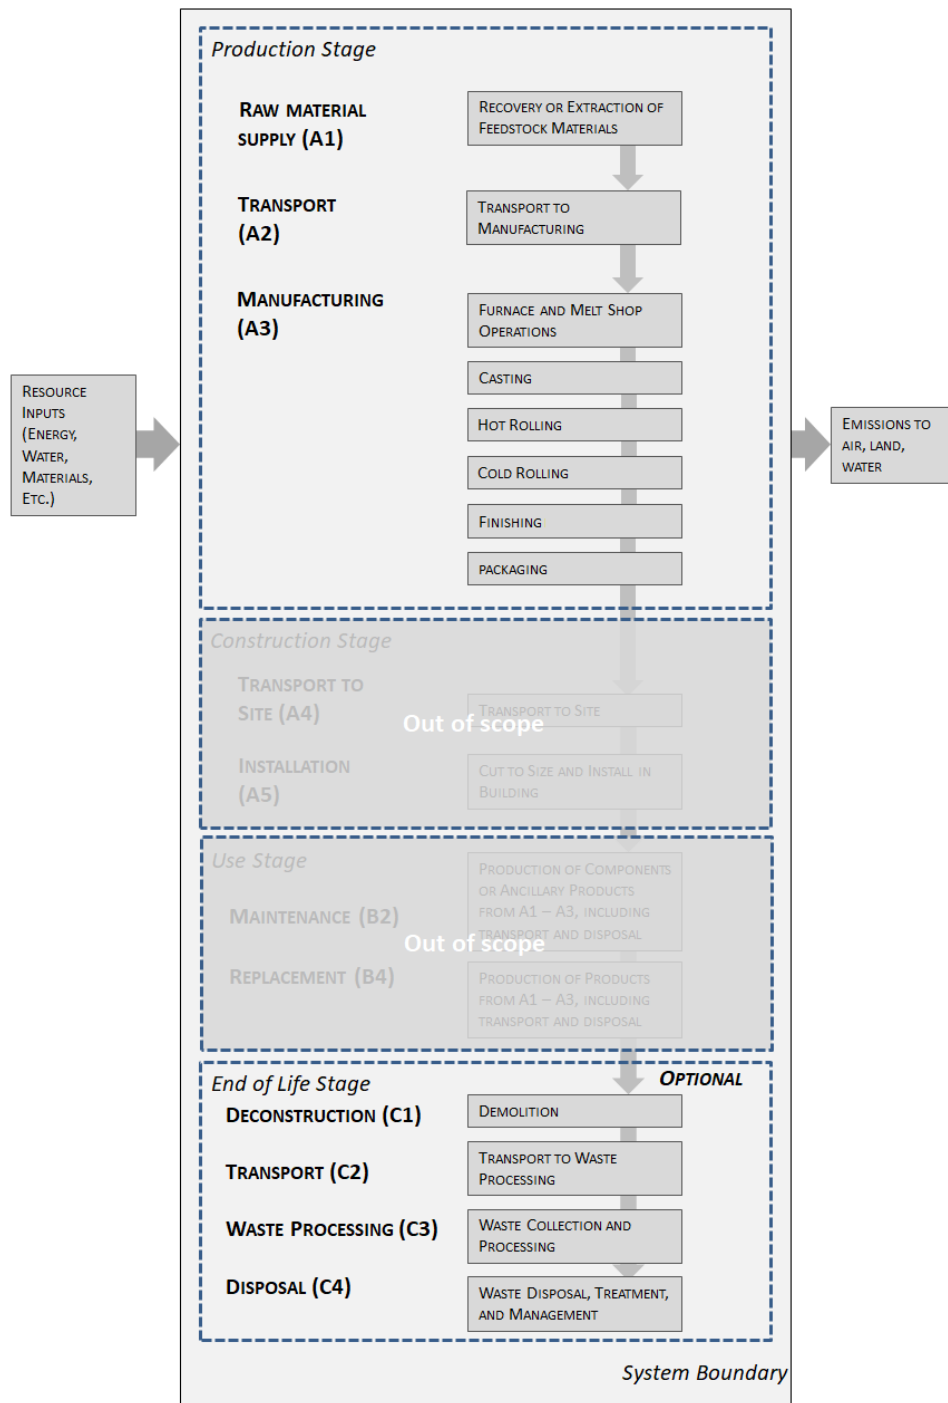 Production Stage
RAW MATERIAL
SUPPLY (A1)
RECOVERY OR EXTRACTION OF
FEEDSTOCK MATERIALS
TRANSPORT
(A2)
TRANSPORT TO
MANUFACTURING
MANUFACTURING
(A3)
FURNACE AND MELT SHOP
OPERATIONS
CASTING
HOT ROLLING
COLD ROLLING
FINISHING
PACKAGING
RESOURCE
INPUTS
(ENERGY,
WATER,
MATERIALS,
ETC.)
EMISSIONS TO
AIR, LAND,
WATER
Construction Stage
TRANSPORT TO
SITE (A4)
TRANSPORT TO SITE
Out of scope
INSTALLATION
(A5)
CUT TO SIZE AND INSTALL IN
BUILDING
Use Stage
MAINTENANCE (B2)
PRODUCTION OF COMPONENTS
OR ANCILLARY PRODUCTS
FROM A1 – A3, INCLUDING
TRANSPORT AND DISPOSAL
Out of scope
REPLACEMENT (B4)
PRODUCTION OF PRODUCTS
FROM A1 – A3, INCLUDING
TRANSPORT AND DISPOSAL
End of Life Stage
OPTIONAL
DECONSTRUCTION (C1)
DEMOLITION
TRANSPORT (C2)
TRANSPORT TO WASTE
PROCESSING
WASTE PROCESSING (C3)
WASTE COLLECTION AND
PROCESSING
DISPOSAL (C4)
WASTE DISPOSAL, TREATMENT,
AND MANAGEMENT
System Boundary